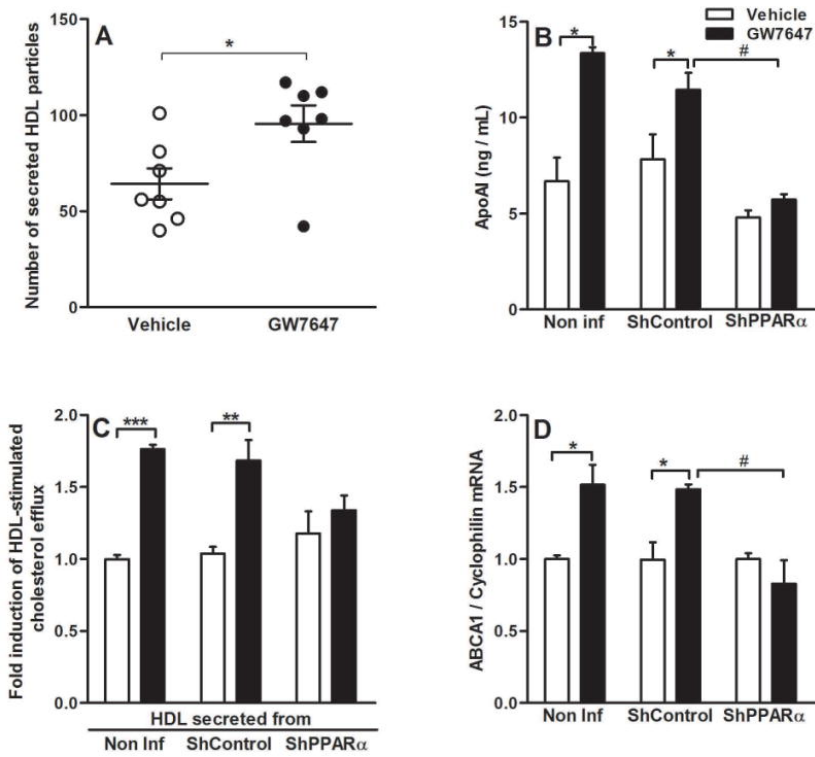 A
*
Number of secreted HDL particles
150
100
50
0
Vehicle
GW7647
B
Vehicle
GW7647
*
*
#
ApoAI (ng / mL)
15
10
5
0
Non inf
ShControl
ShPPARα
C
***
**
Fold induction of HDL-stimulated
cholesterol efflux
2.0
1.5
1.0
0.5
0.0
HDL secreted from
Non Inf
ShControl
ShPPARα
D
*
*
#
ABCA1 / Cyclophilin mRNA
2.0
1.5
1.0
0.5
0.0
Non Inf
ShControl
ShPPARα